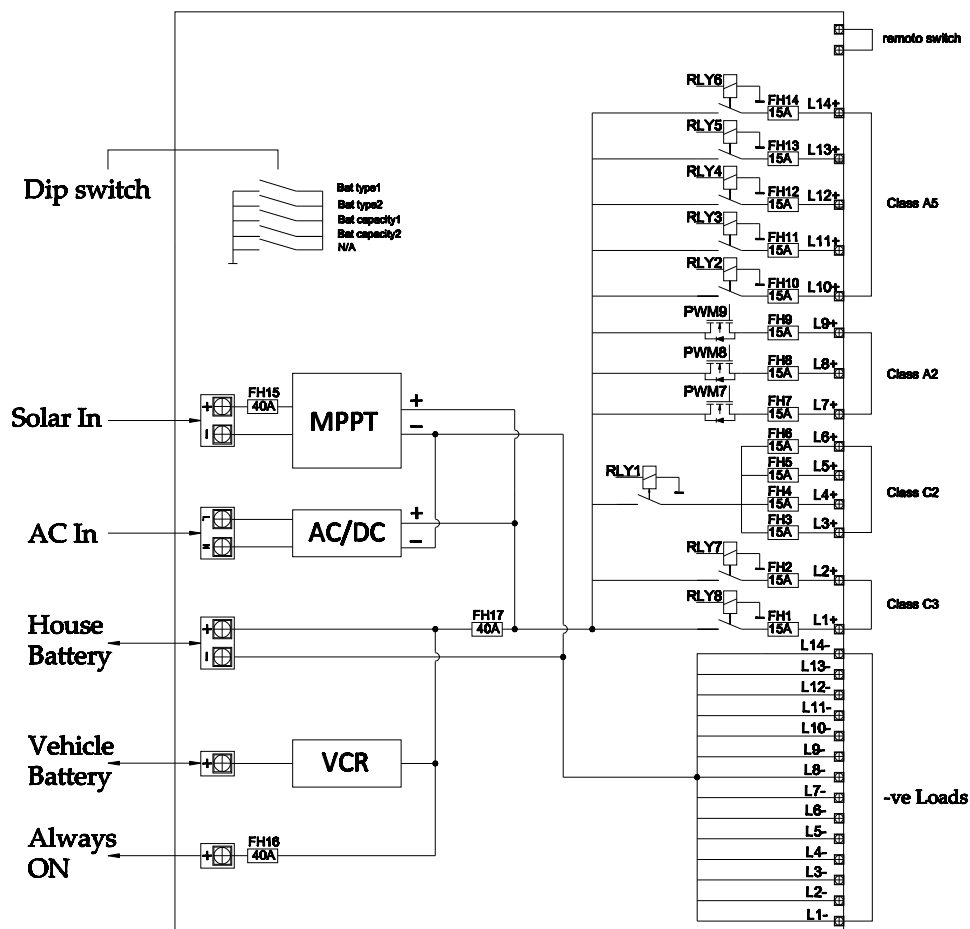 remoto switch
RLY6
FH14
L14+
15A
RLY5
FH13
L13+
15A
RLY4
FH12
L12+
15A
Class A5
RLY3
FH11
L11+
15A
RLY2
FH10
L10+
15A
Dip switch
Bat type1
Bat type2
Bat capacity1
Bat capacity2
N/A
PWM9
FH9
L9+
15A
PWM8
FH8
L8+
15A
Class A2
PWM7
FH7
L7+
15A
Solar In
+
–
FH15
40A
MPPT
+
–
FH6
L6+
15A
FH5
L5+
15A
RLY1
FH4
L4+
15A
Class C2
FH3
L3+
15A
AC In
L
N
AC/DC
+
–
RLY7
FH2
L2+
15A
Class C3
RLY8
FH1
L1+
15A
House
Battery
+
–
FH17
40A
L14-
L13-
L12-
L11-
L10-
L9-
L8-
L7-
L6-
L5-
L4-
L3-
L2-
L1-
-ve Loads
Vehicle
Battery
+
VCR
Always
ON
+
FH16
40A